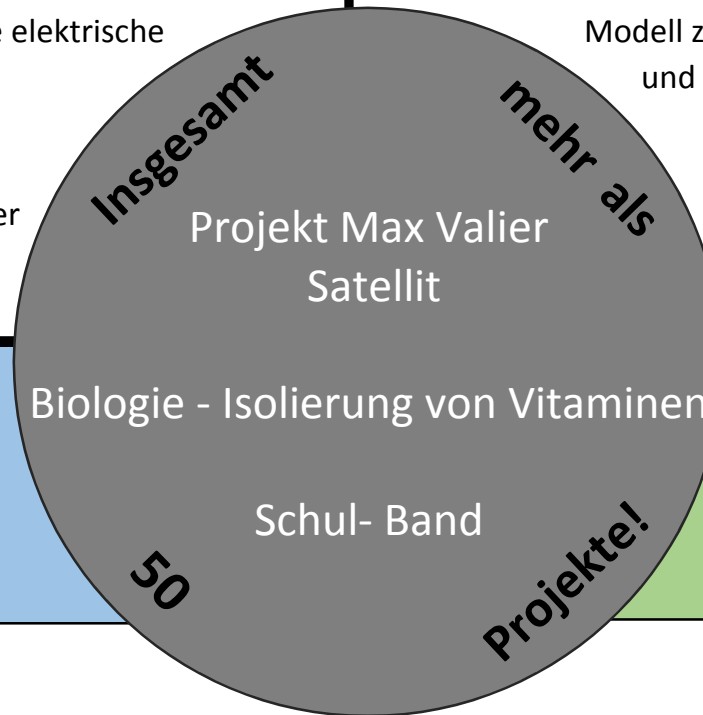 e elektrische
Modell z
und
er
Insgesamt
mehr als
Projekt Max Valier
Satellit
Biologie - Isolierung von Vitaminen
Schul- Band
50
Projekte!